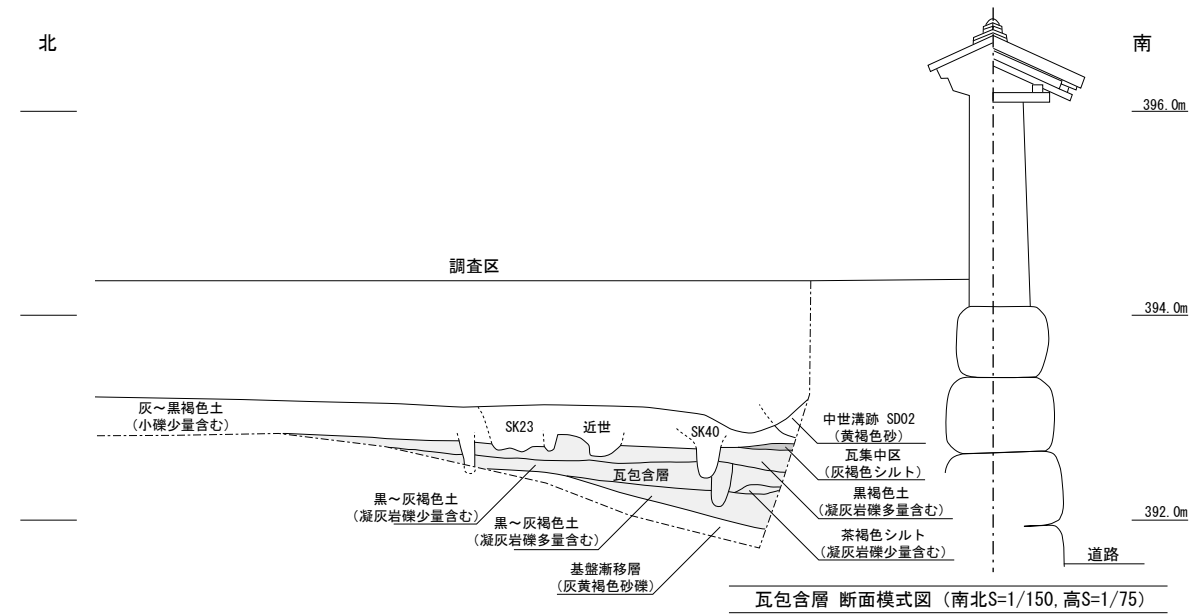 北
南
396.0m
調査区
394.0m
灰～黒褐色土
(小礫少量含む)
SK23
近世
SK40
中世溝跡 SD02
(黄褐色砂)
瓦集中区
(灰褐色シルト)
瓦包含層
黒褐色土
(凝灰岩礫多量含む)
黒～灰褐色土
(凝灰岩礫少量含む)
392.0m
黒～灰褐色土
(凝灰岩礫多量含む)
茶褐色シルト
(凝灰岩礫少量含む)
道路
基盤漸移層
(灰黄褐色砂礫)
瓦包含層 断面模式図 (南北S=1/150, 高S=1/75)